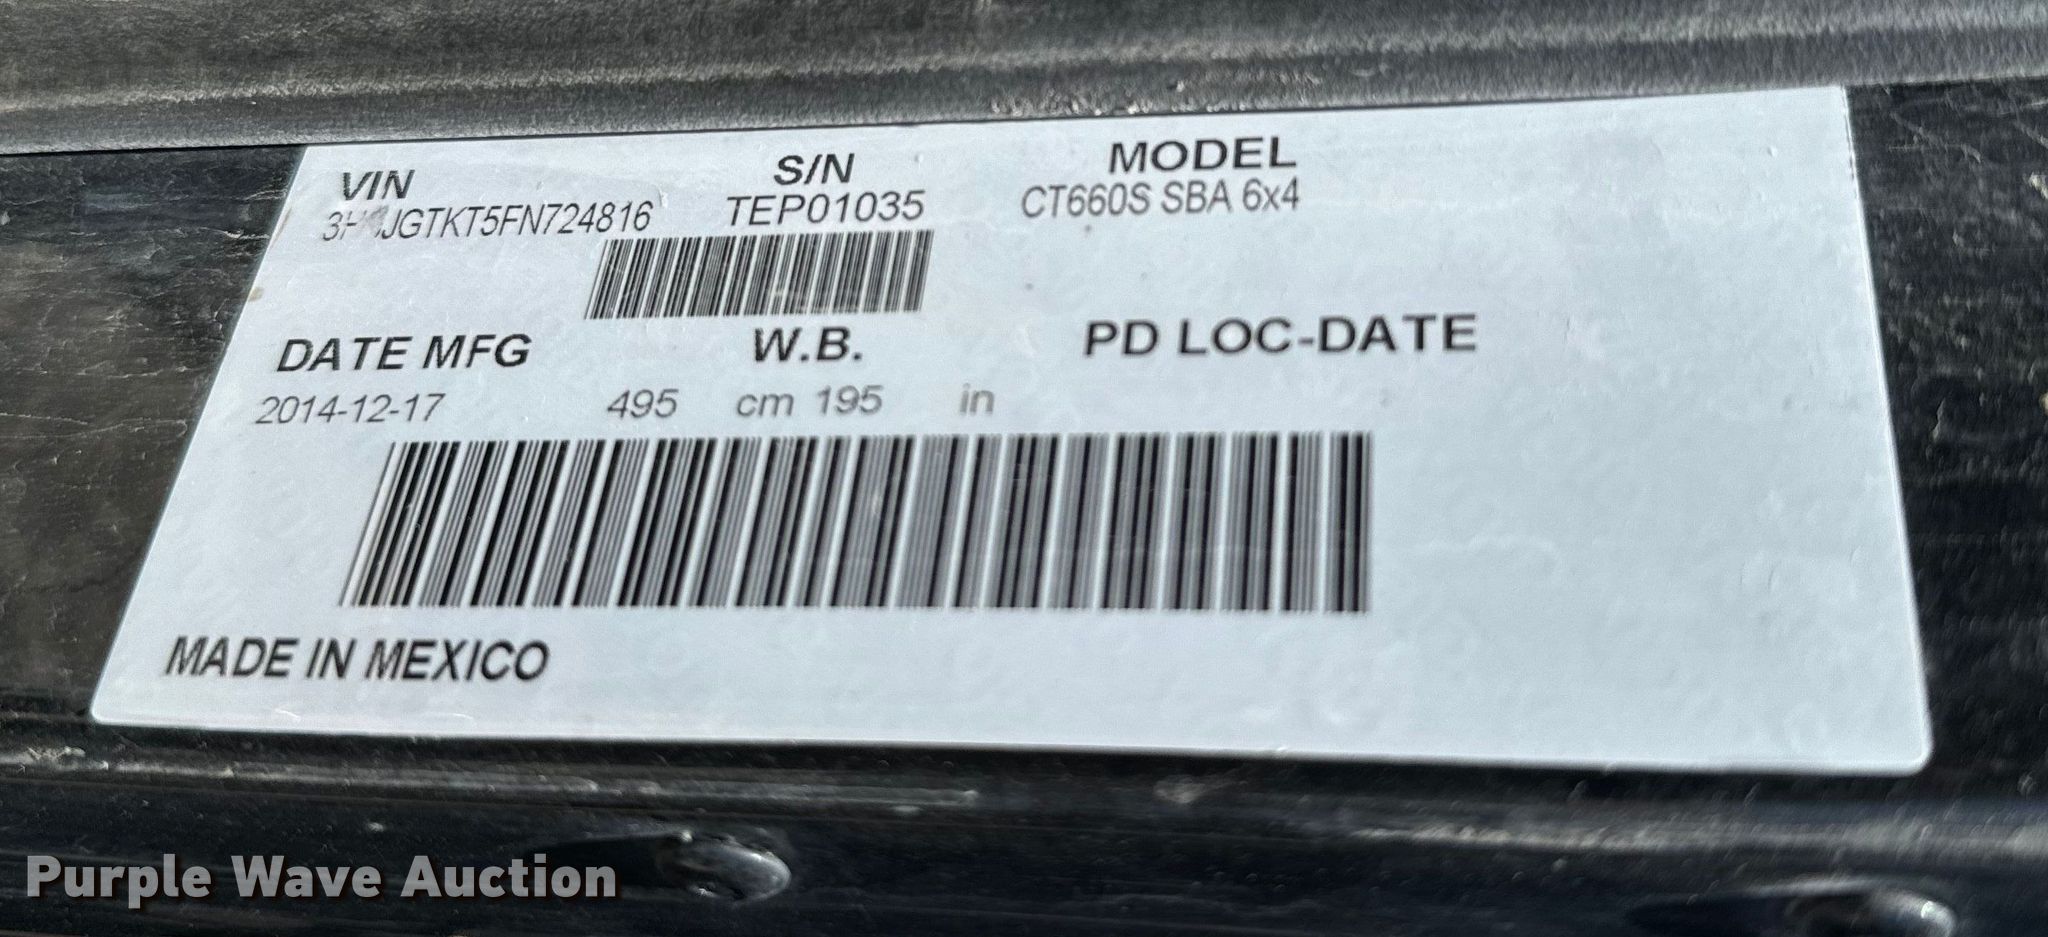 VIN S/N MODEL
TEP01035 CT660S SBA 6x4
DATE MFG W.B. PD LOC-DATE
2014-12-17 495 cm 195 in
MADE IN MEXICO
Purple Wave Auction